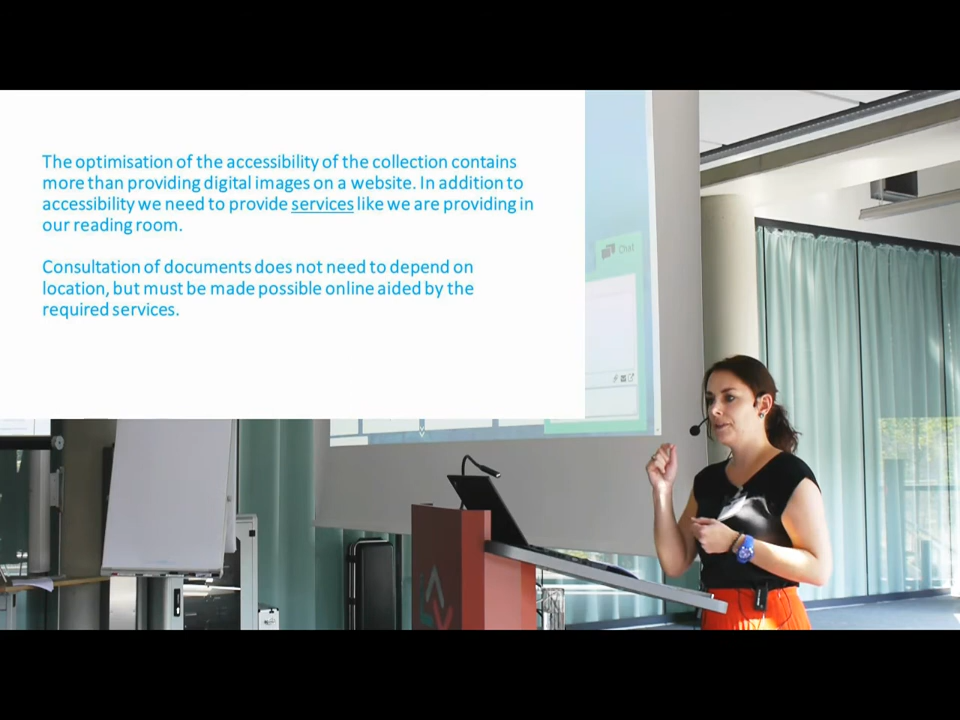 The optimisation of the accessibility of the collection contains
more than providing digital images on a website. In addition to
accessibility we need to provide services like we are providing in
our reading room.
Consultation of documents does not need to depend on
location, but must be made possible online aided by the
required services.
Chat